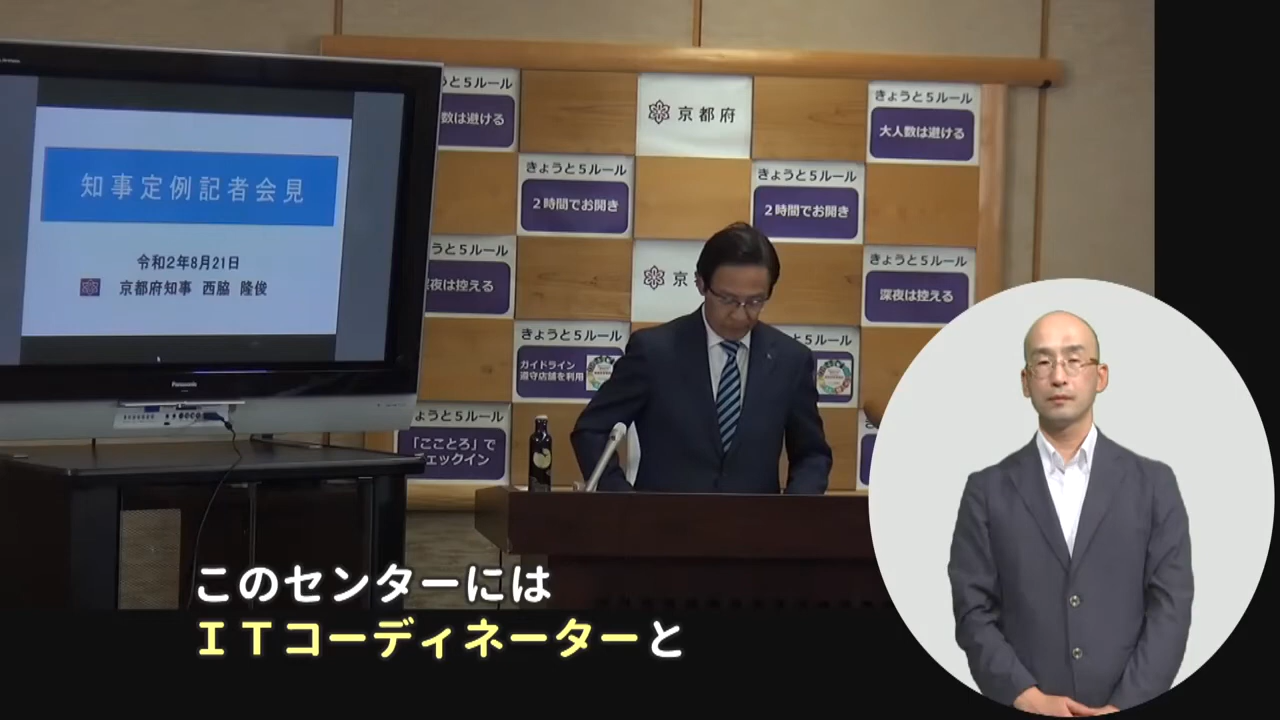 知事定例記者会見
令和2年8月21日
京都府知事 西脇 隆俊
Panasonic
うと5ルール
数は避ける
京都府
きょうと5ルール
大人数は避ける
きょうと5ルール
2時間でお開き
きょうと5ルール
2時間でお開き
うと5ルール
夜は控える
京
きょうと5ルール
深夜は控える
きょうと5ルール
ガイドライン
遵守店舗を利用
と5ルール
ょうと5ルール
「こことろ」で
チェックイン
このセンターには
ITコーディネーターと